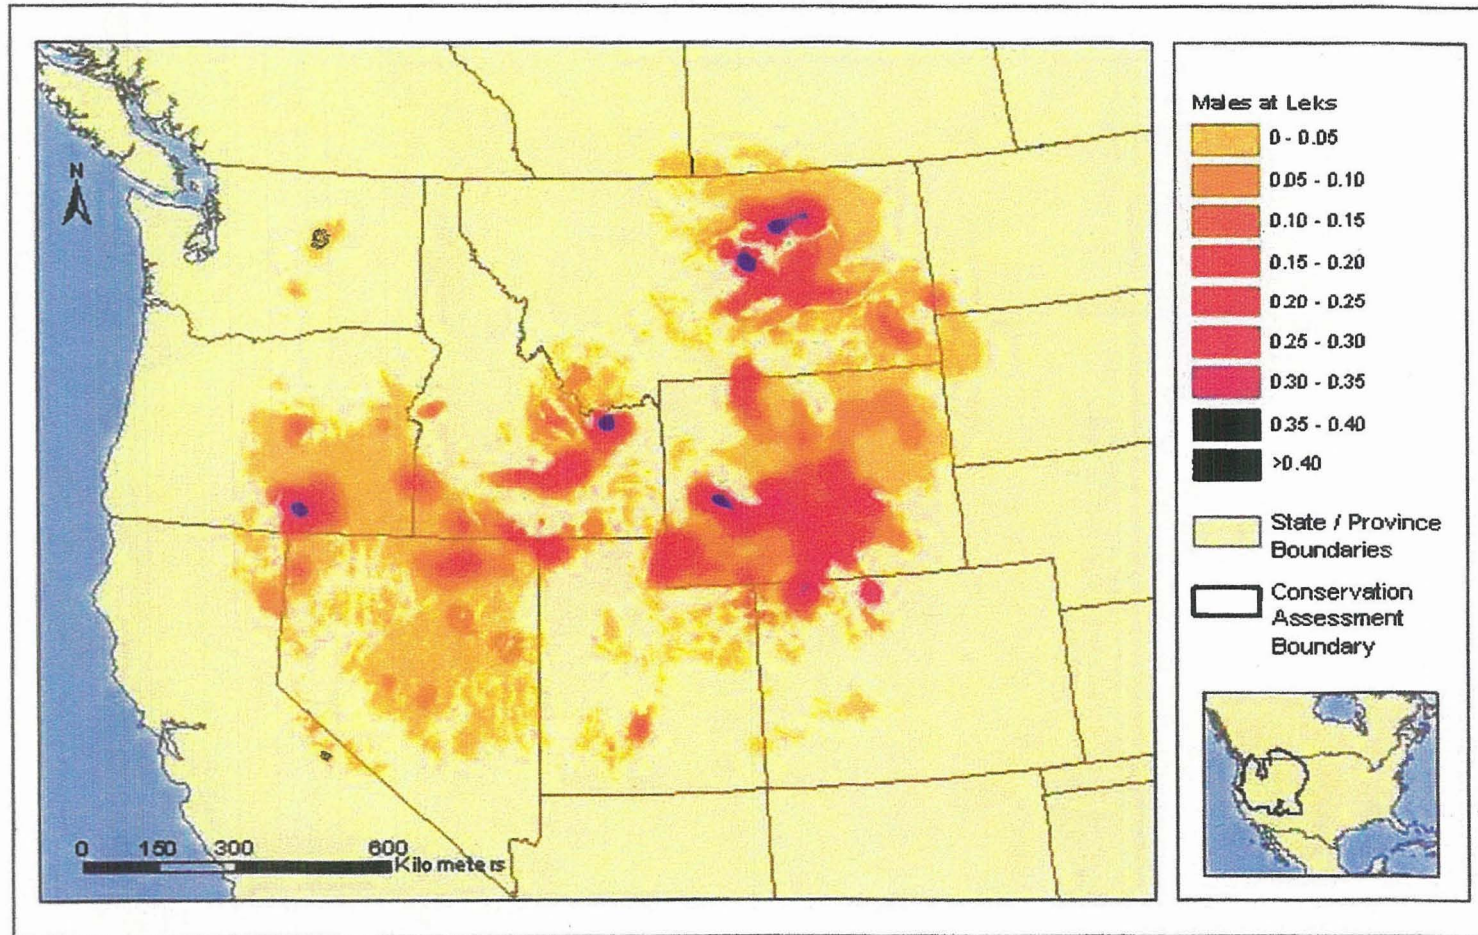 N
0 150 300 600
Kilometers
Males at Leks
0 - 0.05
0.05 - 0.10
0.10 - 0.15
0.15 - 0.20
0.20 - 0.25
0.25 - 0.30
0.30 - 0.35
0.35 - 0.40
>0.40
State / Province
Boundaries
Conservation
Assessment
Boundary